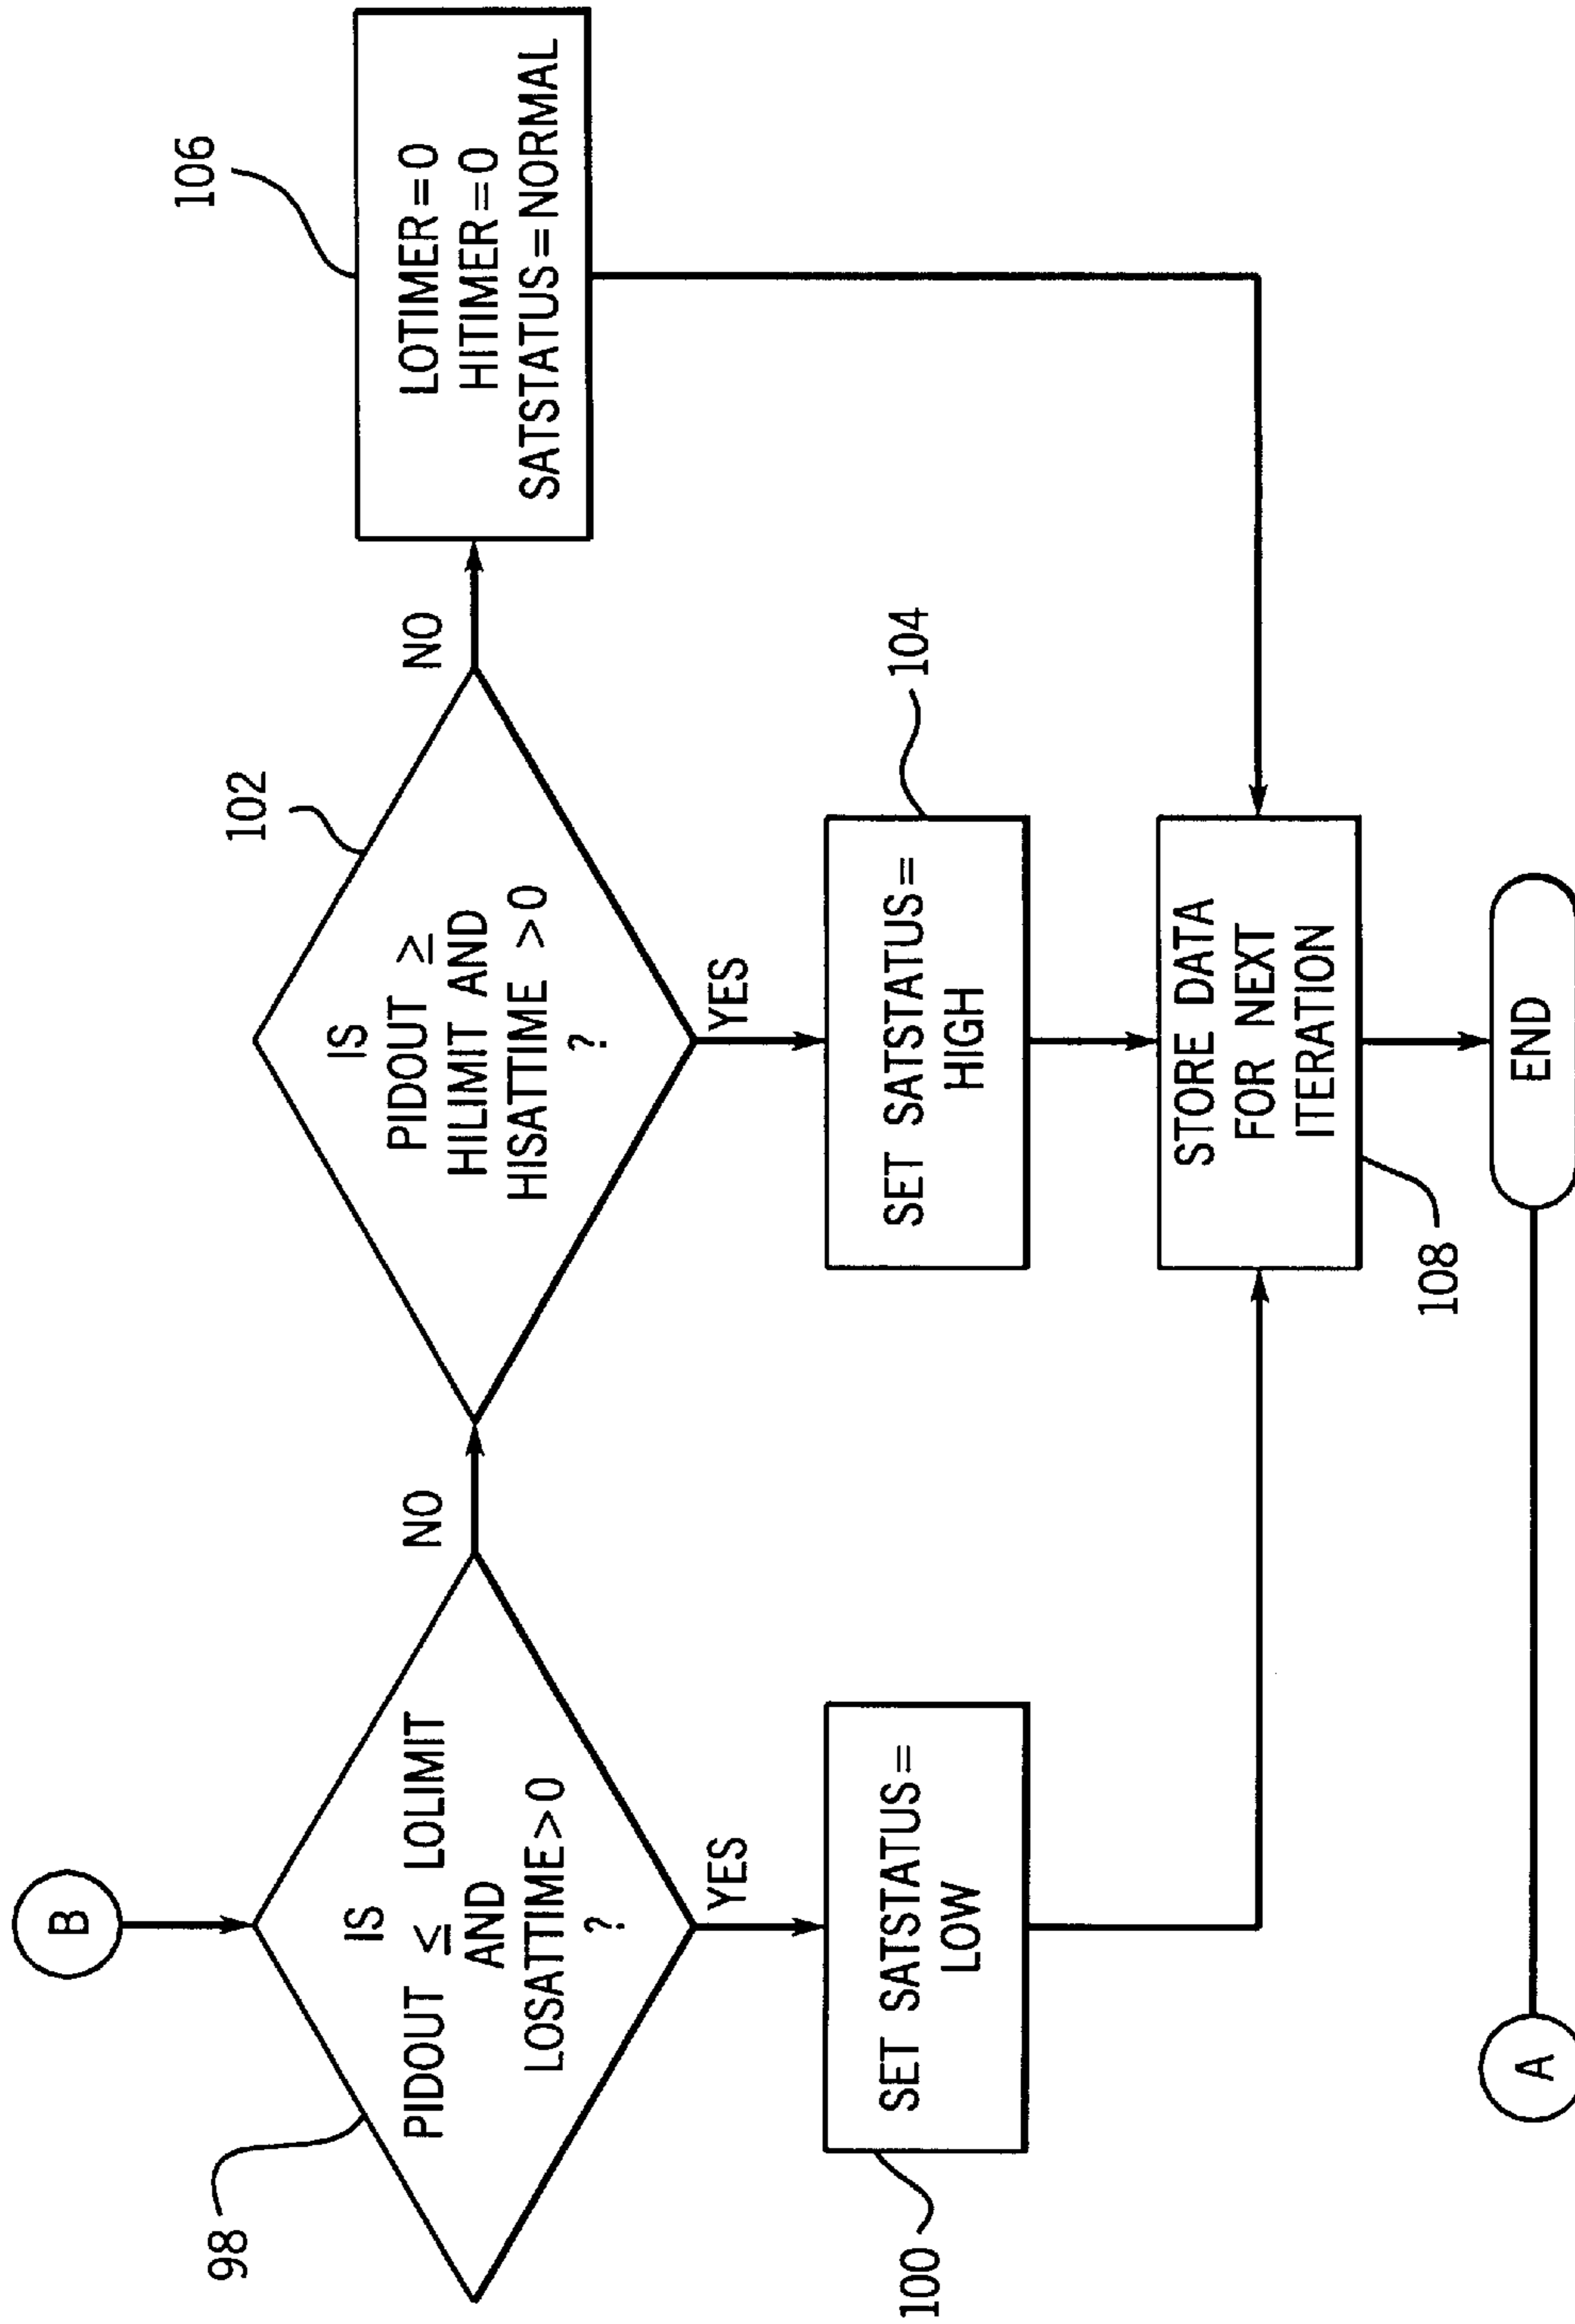 B
98
IS
PIDOUT ≤ LOLIMIT
AND
LOSATTIME>0
?
NO
YES
100
SET SATSTATUS=
LOW
102
IS
PIDOUT ≥
HILIMIT AND
HISATTIME >0
?
NO
YES
104
SET SATSTATUS=
HIGH
106
LOTIMER=0
HITIMER=0
SATSTATUS=NORMAL
STORE DATA
FOR NEXT
ITERATION
108
A
END